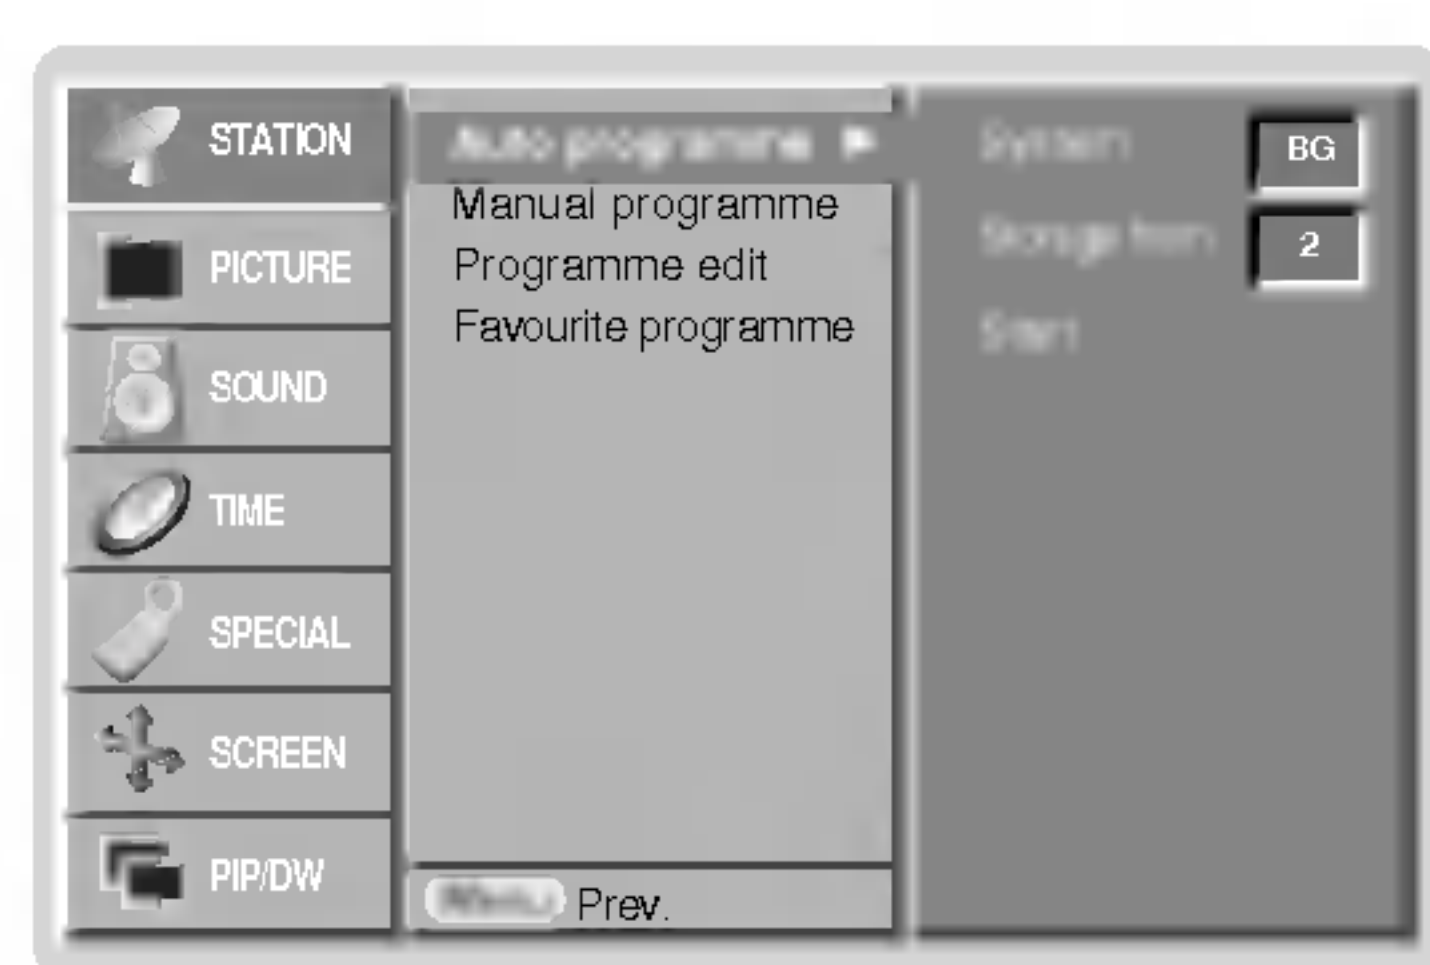 STATION
PICTURE
SOUND
TIME
SPECIAL
SCREEN
PIP/DW
Auto programme
Manual programme
Programme edit
Favourite programme
Menu Prev.
System BG
Storage from 2
Start